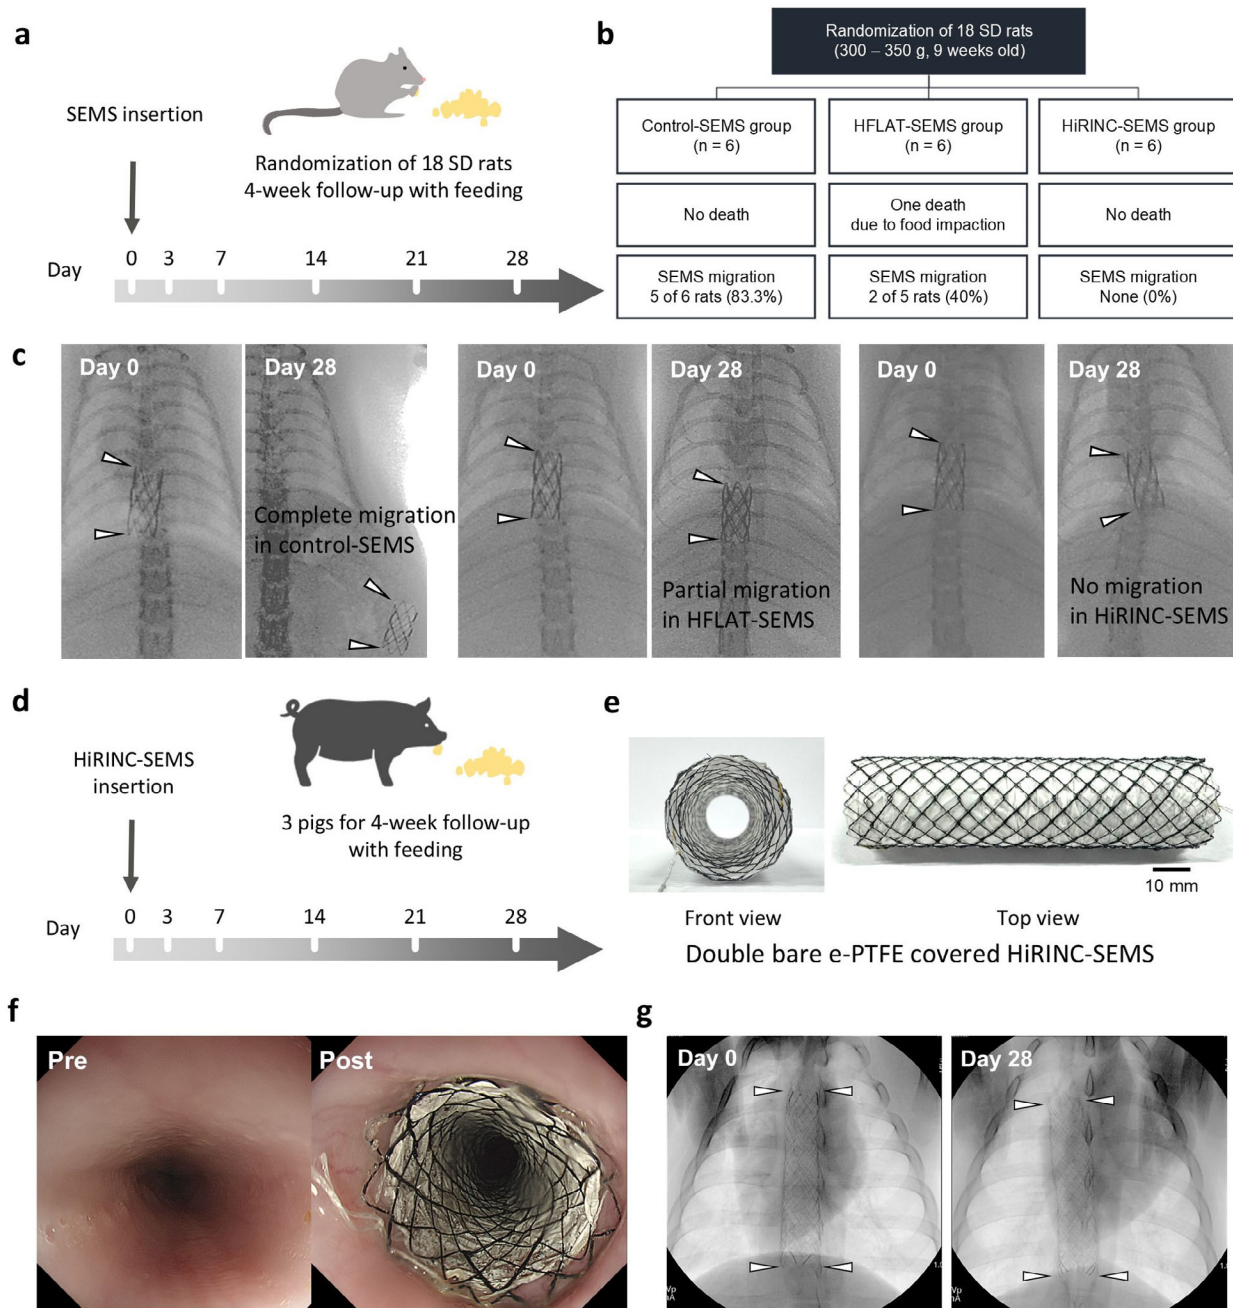 a
SEMS insertion
Randomization of 18 SD rats
4-week follow-up with feeding
Day
0 3 7 14 21 28
b
Randomization of 18 SD rats
(300 – 350 g, 9 weeks old)
Control-SEMS group
(n = 6)
HFLAT-SEMS group
(n = 6)
HiRINC-SEMS group
(n = 6)
No death
One death
due to food impaction
No death
SEMS migration
5 of 6 rats (83.3%)
SEMS migration
2 of 5 rats (40%)
SEMS migration
None (0%)
c
Day 0
Day 28
Complete migration
in control-SEMS
Day 0
Day 28
Partial migration
in HFLAT-SEMS
Day 0
Day 28
No migration
in HiRINC-SEMS
d
HiRINC-SEMS
insertion
3 pigs for 4-week follow-up
with feeding
Day
0 3 7 14 21 28
e
10 mm
Front view
Top view
Double bare e-PTFE covered HiRINC-SEMS
f
Pre
Post
g
Day 0
Day 28